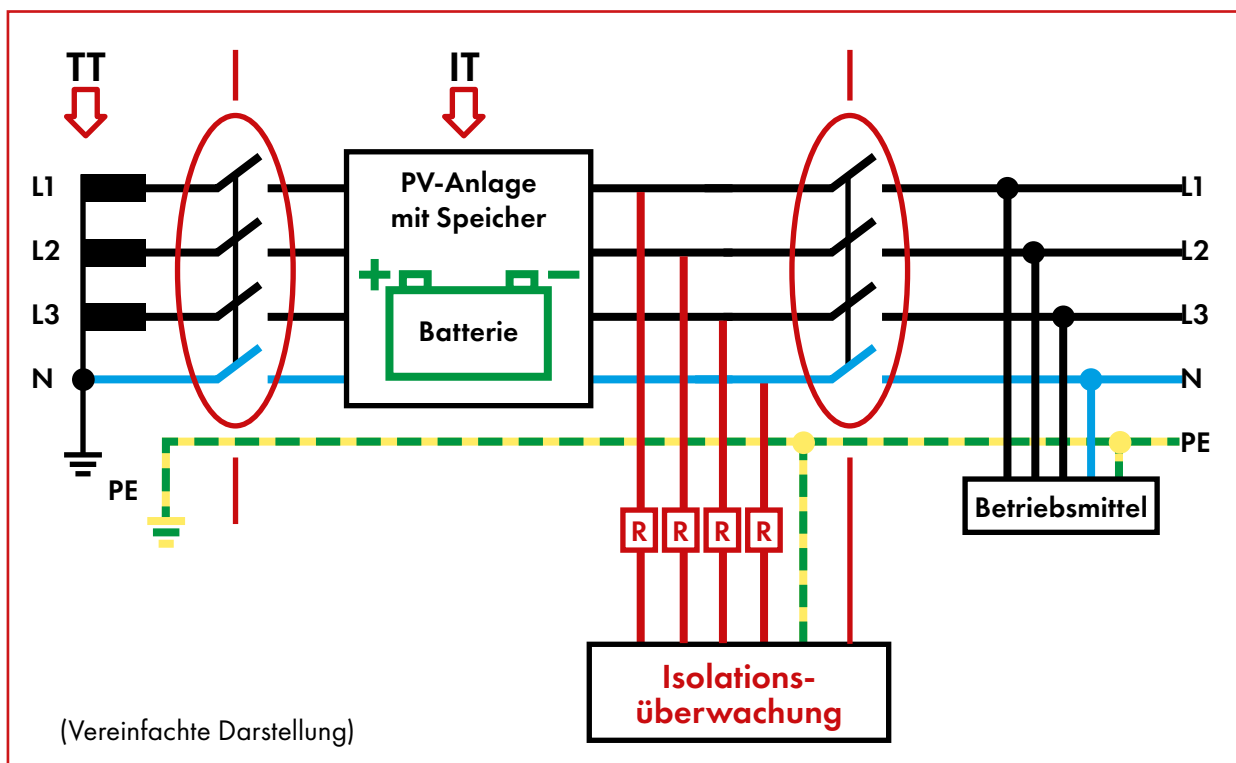 TT
IT
L1
L2
L3
N
PE
PV-Anlage
mit Speicher
+ −
Batterie
L1
L2
L3
N
PE
Betriebsmittel
R R R R
Isolations-
überwachung
(Vereinfachte Darstellung)